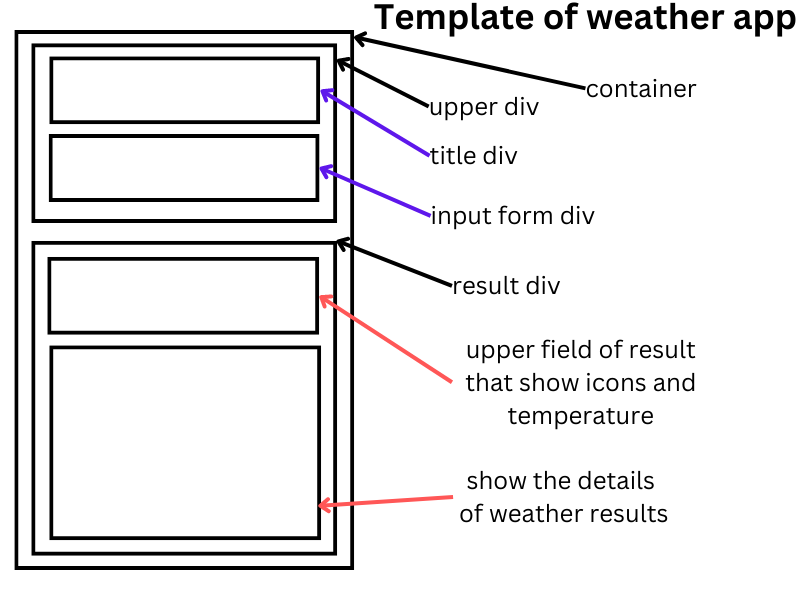 Template of weather app
container
upper div
title div
input form div
result div
upper field of result
that show icons and
temperature
show the details
of weather results